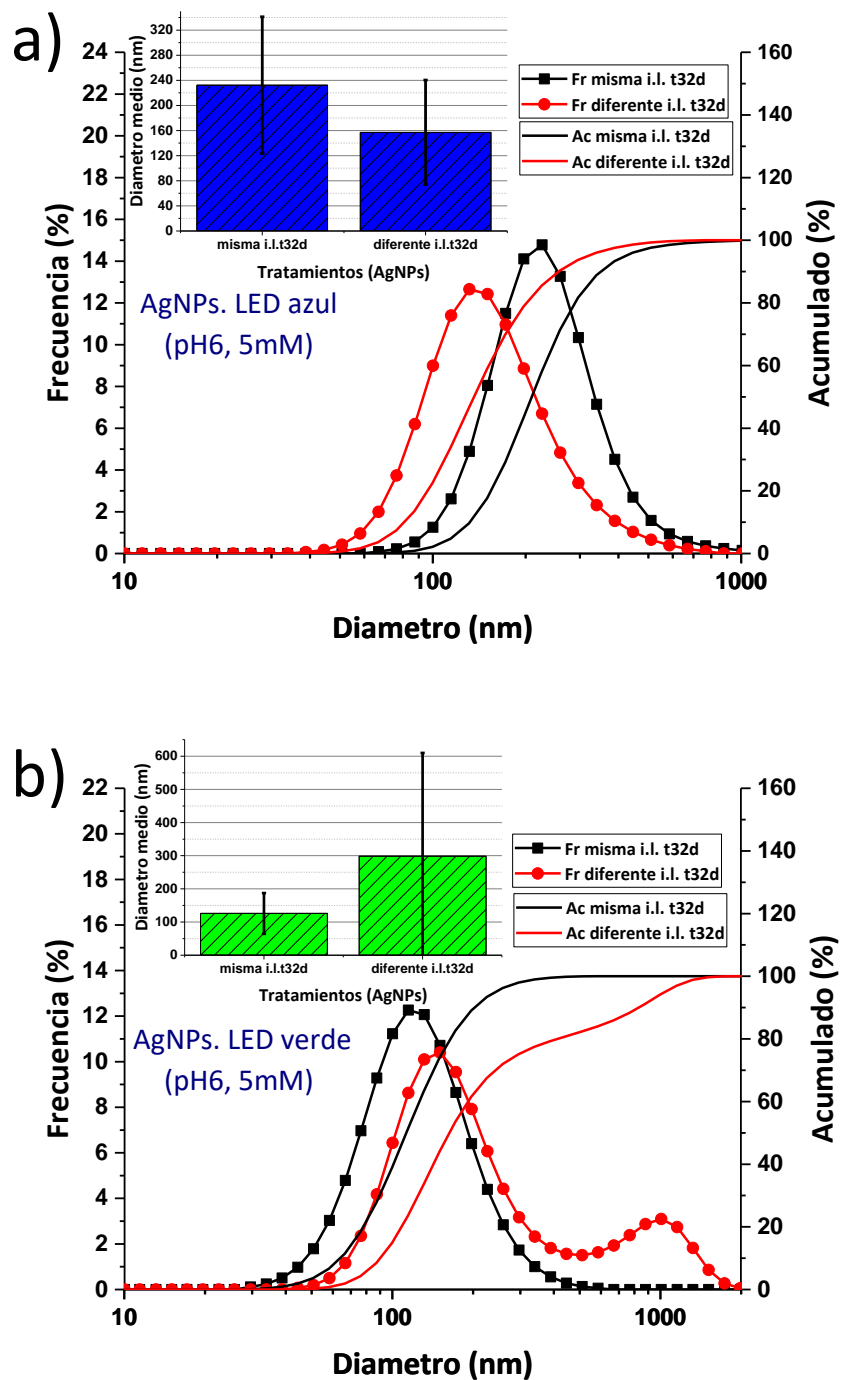 a)
320
280
240
200
160
120
80
40
0
Diametro medio (nm)
misma i.l.t32d
diferente i.l.t32d
Tratamientos (AgNPs)
Fr misma i.l. t32d
Fr diferente i.l. t32d
Ac misma i.l. t32d
Ac diferente i.l. t32d
AgNPs. LED azul
(pH6, 5mM)
24
22
20
18
16
14
12
10
8
6
4
2
0
Frecuencia (%)
160
140
120
100
80
60
40
20
0
Acumulado (%)
10
100
1000
Diametro (nm)
b)
600
500
400
300
200
100
0
Diametro medio (nm)
misma i.l.t32d
diferente i.l.t32d
Tratamientos (AgNPs)
Fr misma i.l. t32d
Fr diferente i.l. t32d
Ac misma i.l. t32d
Ac diferente i.l. t32d
AgNPs. LED verde
(pH6, 5mM)
22
20
18
16
14
12
10
8
6
4
2
0
Frecuencia (%)
160
140
120
100
80
60
40
20
0
Acumulado (%)
10
100
1000
Diametro (nm)